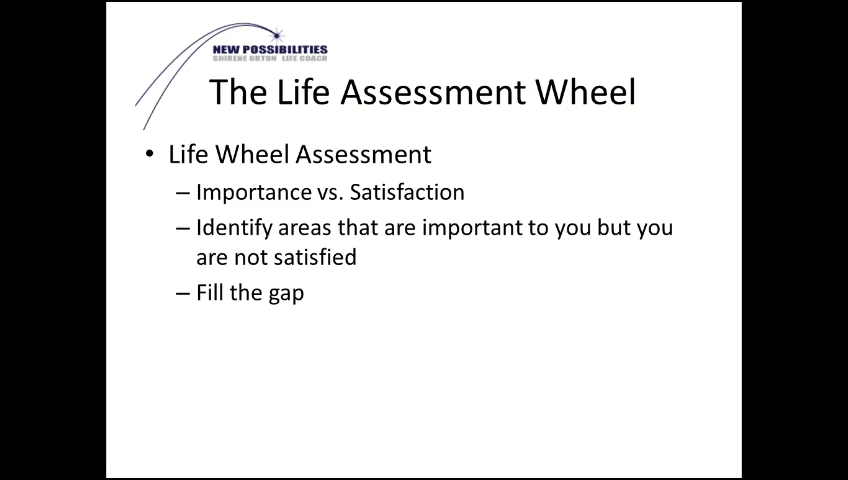 NEW POSSIBILITIES
SHIRENE GRTON LIFE COACH
The Life Assessment Wheel
• Life Wheel Assessment
– Importance vs. Satisfaction
– Identify areas that are important to you but you
are not satisfied
– Fill the gap